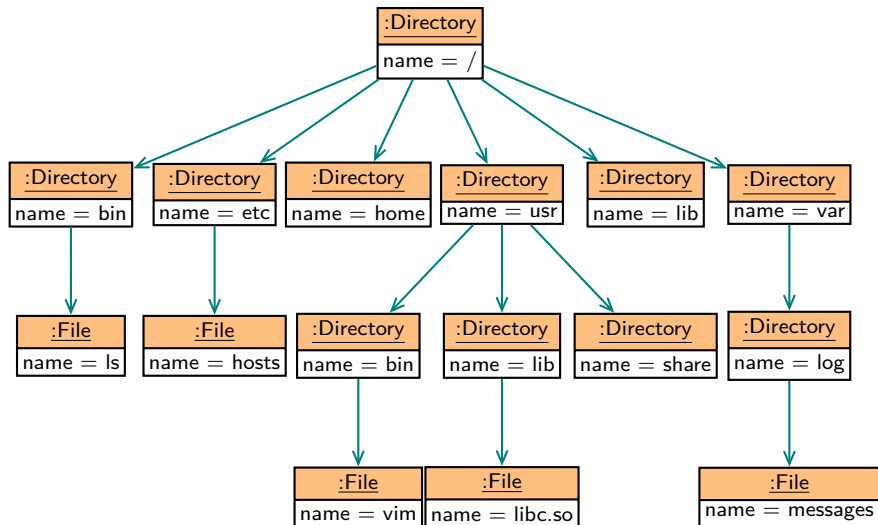 :Directory
name = /
:Directory
name = bin
:Directory
name = etc
:Directory
name = home
:Directory
name = usr
:Directory
name = lib
:Directory
name = var
:File
name = ls
:File
name = hosts
:Directory
name = bin
:Directory
name = lib
:Directory
name = share
:Directory
name = log
:File
name = vim
:File
name = libc.so
:File
name = messages